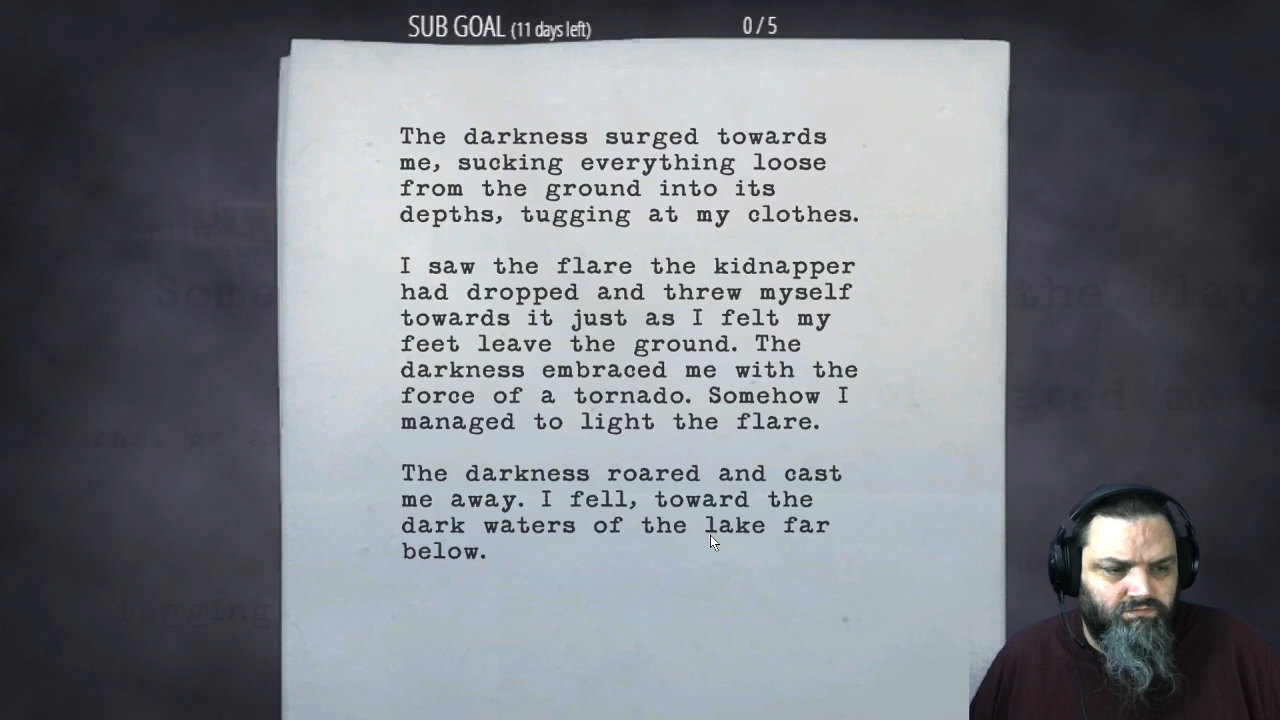 SUB GOAL (11 days left) 0 / 5
The darkness surged towards
me, sucking everything loose
from the ground into its
depths, tugging at my clothes.
I saw the flare the kidnapper
had dropped and threw myself
towards it just as I felt my
feet leave the ground. The
darkness embraced me with the
force of a tornado. Somehow I
managed to light the flare.
The darkness roared and cast
me away. I fell, toward the
dark waters of the lake far
below.
Some
the flar
tugging